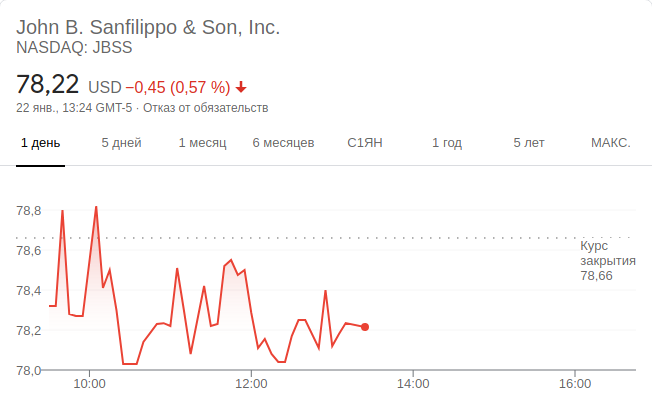 John B. Sanfilippo & Son, Inc.
NASDAQ: JBSS
78,22 USD −0,45 (0,57 %)
22 янв., 13:24 GMT-5 · Отказ от обязательств
1 день 5 дней 1 месяц 6 месяцев С1ЯН 1 год 5 лет МАКС.
78,8
78,6
78,4
78,2
78,0
Курс
закрытия
78,66
10:00 12:00 14:00 16:00